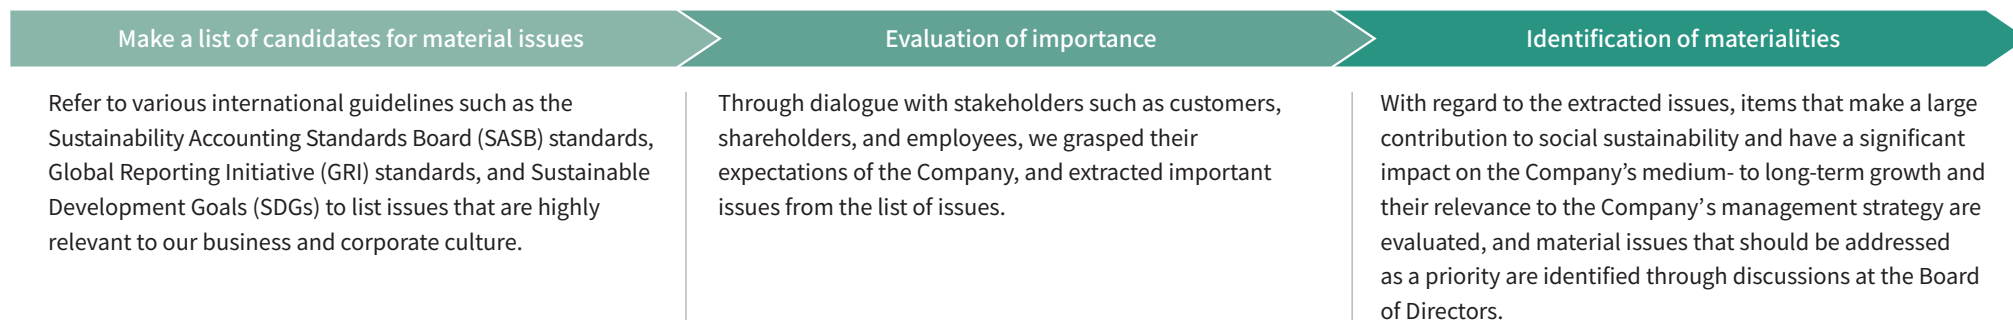 Make a list of candidates for material issues
Refer to various international guidelines such as the
Sustainability Accounting Standards Board (SASB) standards,
Global Reporting Initiative (GRI) standards, and Sustainable
Development Goals (SDGs) to list issues that are highly
relevant to our business and corporate culture.
Evaluation of importance
Through dialogue with stakeholders such as customers,
shareholders, and employees, we grasped their
expectations of the Company, and extracted important
issues from the list of issues.
Identification of materialities
With regard to the extracted issues, items that make a large
contribution to social sustainability and have a significant
impact on the Company’s medium- to long-term growth and
their relevance to the Company’s management strategy are
evaluated, and material issues that should be addressed
as a priority are identified through discussions at the Board
of Directors.